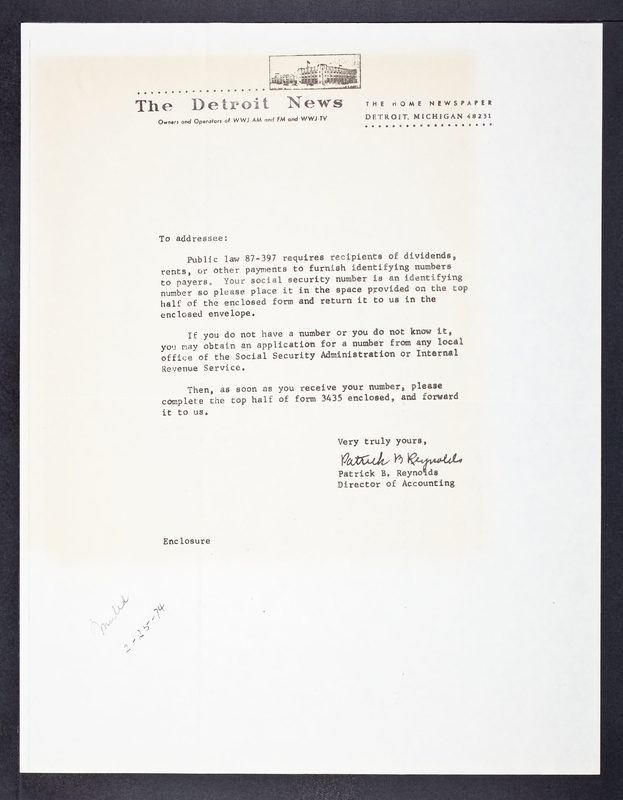 The Detroit News
Owners and Operators of WWJ-AM and FM and WWJ-TV
THE HOME NEWSPAPER
DETROIT, MICHIGAN 48231
To addressee:
Public law 87-397 requires recipients of dividends,
rents, or other payments to furnish identifying numbers
to payers. Your social security number is an identifying
number so please place it in the space provided on the top
half of the enclosed form and return it to us in the
enclosed envelope.
If you do not have a number or you do not know it,
you may obtain an application for a number from any local
office of the Social Security Administration or Internal
Revenue Service.
Then, as soon as you receive your number, please
complete the top half of form 3435 enclosed, and forward
it to us.
Very truly yours,
Patrick B Reynolds
Patrick B. Reynolds
Director of Accounting
Enclosure
mailed
2-25-74